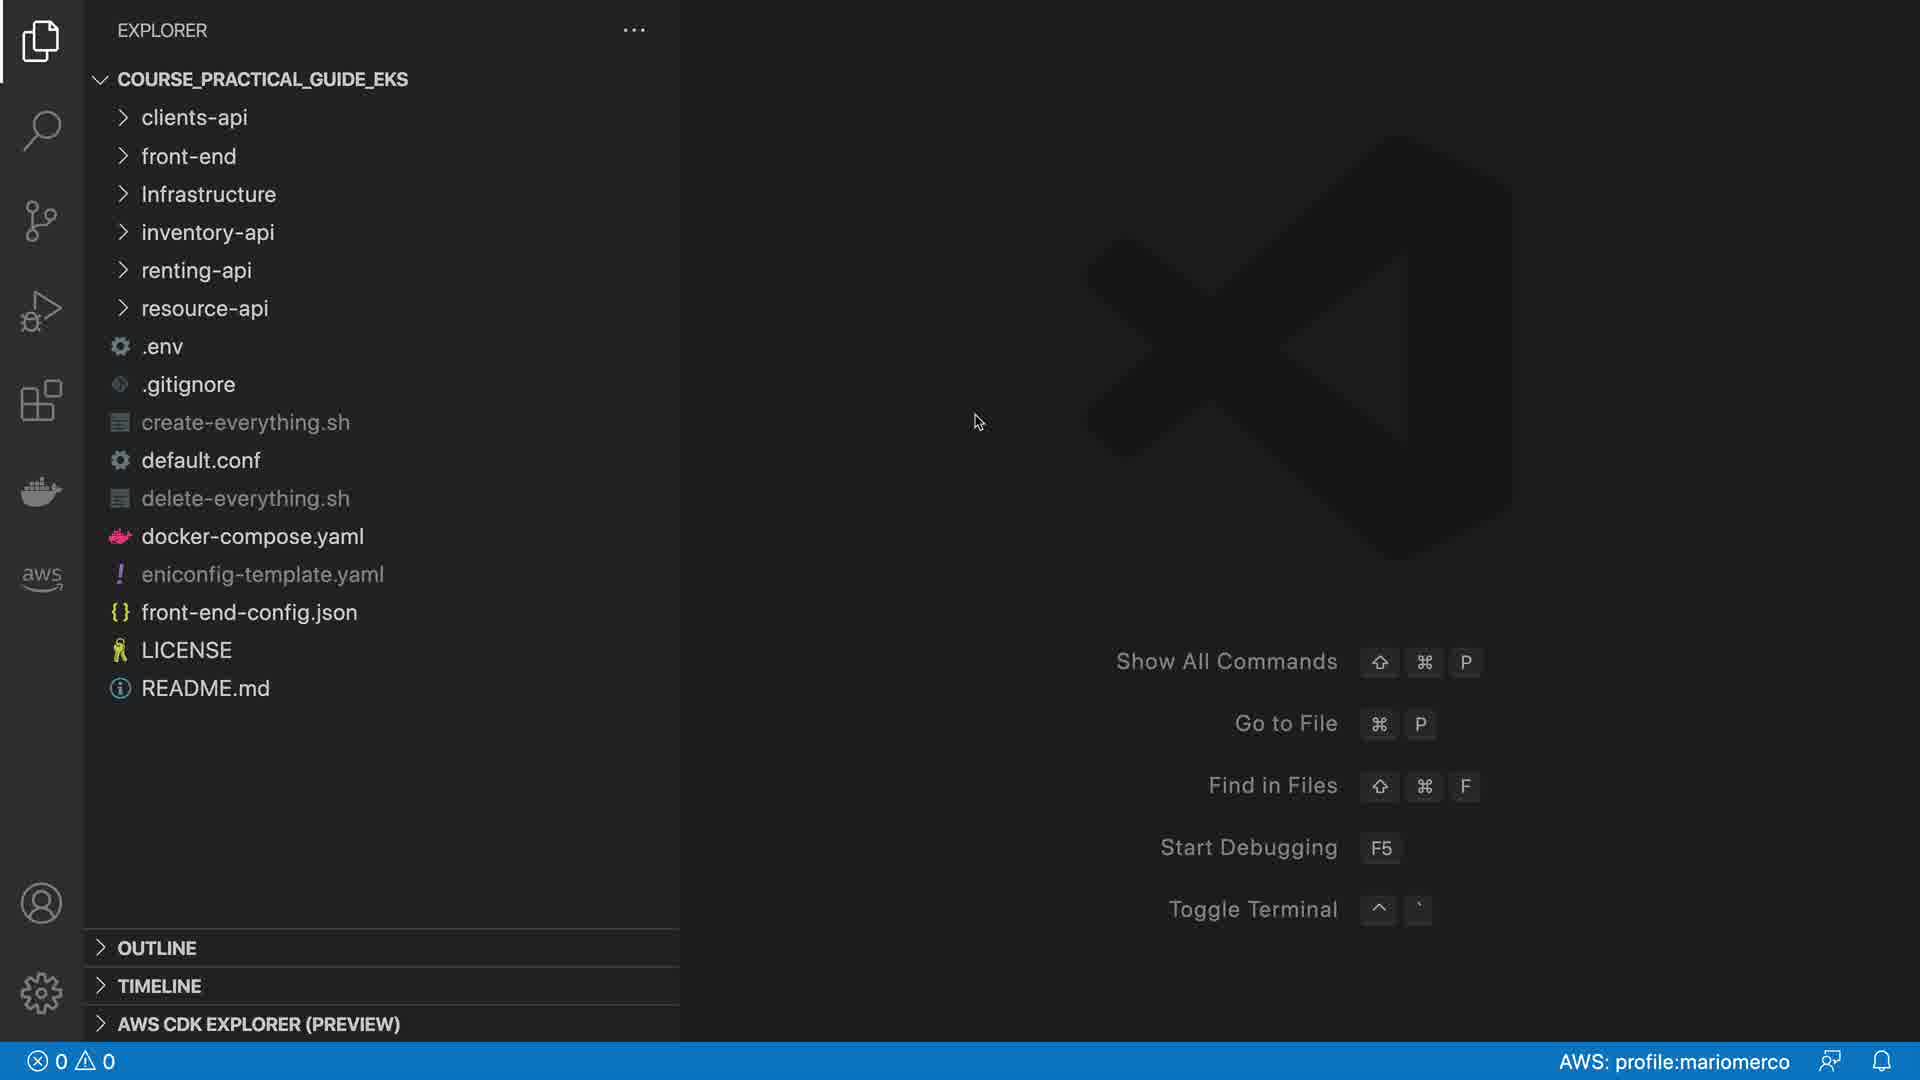 EXPLORER
COURSE_PRACTICAL_GUIDE_EKS
clients-api
front-end
Infrastructure
inventory-api
renting-api
resource-api
.env
.gitignore
create-everything.sh
default.conf
delete-everything.sh
docker-compose.yaml
! eniconfig-template.yaml
{} front-end-config.json
LICENSE
README.md
aws
Show All Commands ⇧ ⌘ P
Go to File ⌘ P
Find in Files ⇧ ⌘ F
Start Debugging F5
Toggle Terminal ^ `
OUTLINE
TIMELINE
AWS CDK EXPLORER (PREVIEW)
0 0
AWS: profile:mariomerco